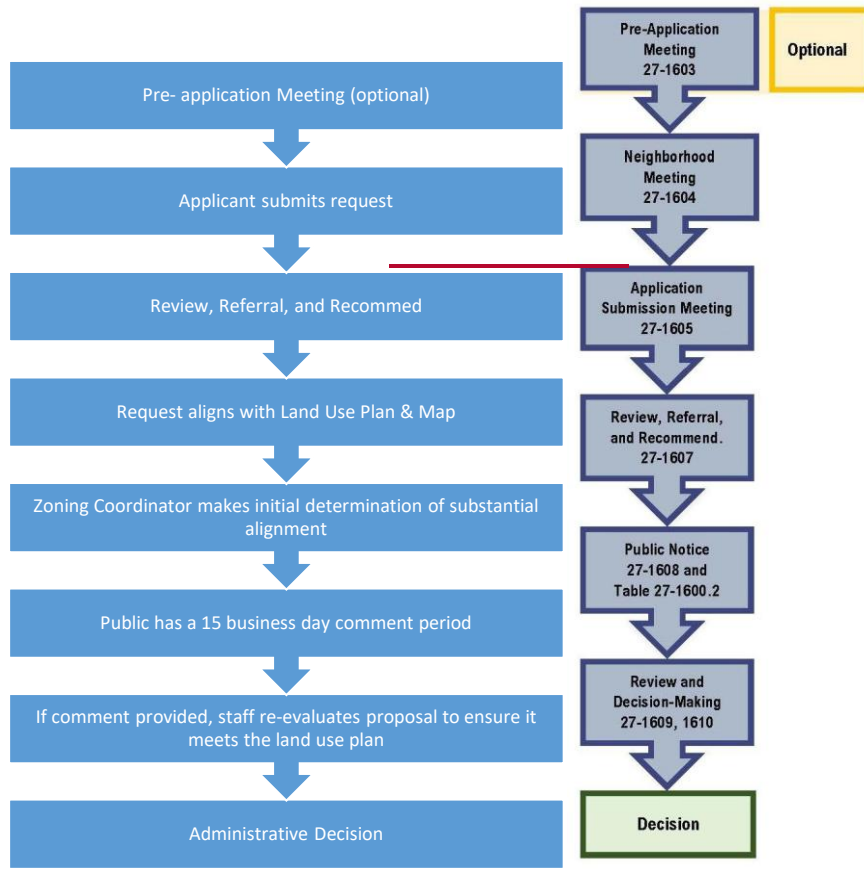 Pre- application Meeting (optional)
Applicant submits request
Review, Referral, and Recommed
Request aligns with Land Use Plan & Map
Zoning Coordinator makes initial determination of substantial
alignment
Public has a 15 business day comment period
If comment provided, staff re-evaluates proposal to ensure it
meets the land use plan
Administrative Decision
Pre-Application
Meeting
27-1603
Optional
Neighborhood
Meeting
27-1604
Application
Submission Meeting
27-1605
Review, Referral,
and Recommend.
27-1607
Public Notice
27-1608 and
Table 27-1600.2
Review and
Decision-Making
27-1609, 1610
Decision